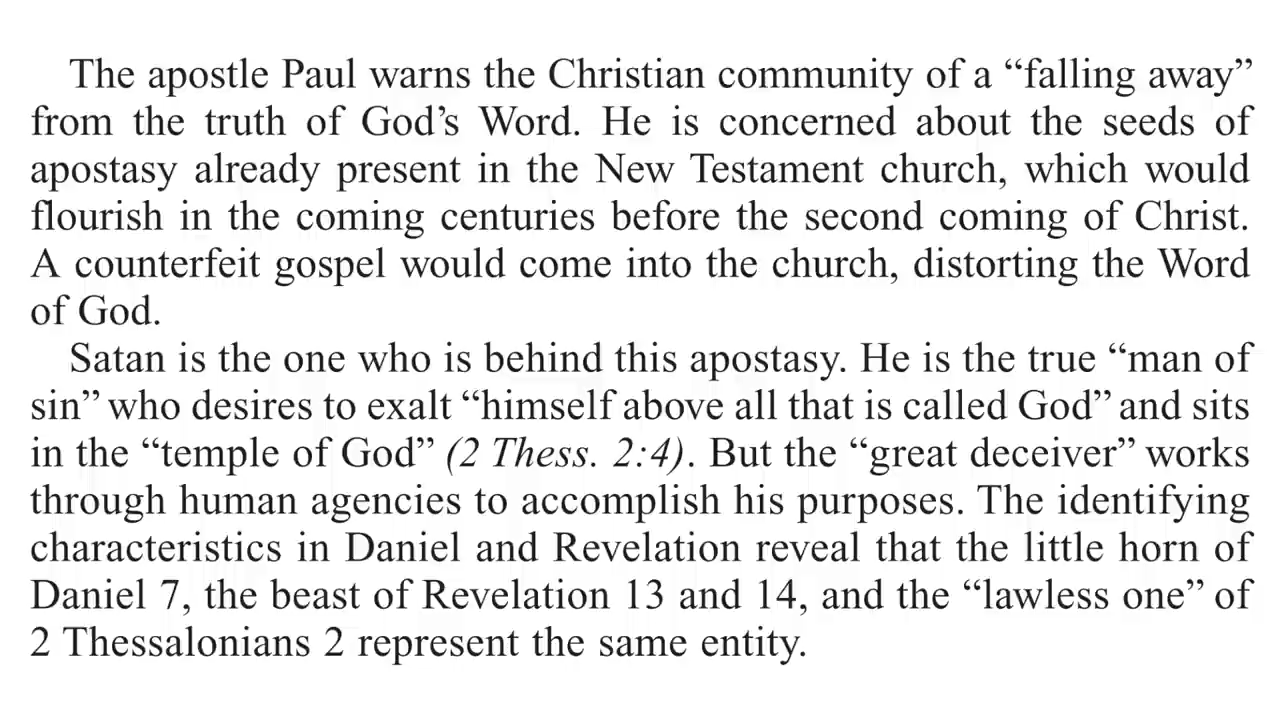 The apostle Paul warns the Christian community of a “falling away”
from the truth of God’s Word. He is concerned about the seeds of
apostasy already present in the New Testament church, which would
flourish in the coming centuries before the second coming of Christ.
A counterfeit gospel would come into the church, distorting the Word
of God.
Satan is the one who is behind this apostasy. He is the true “man of
sin” who desires to exalt “himself above all that is called God” and sits
in the “temple of God” (2 Thess. 2:4). But the “great deceiver” works
through human agencies to accomplish his purposes. The identifying
characteristics in Daniel and Revelation reveal that the little horn of
Daniel 7, the beast of Revelation 13 and 14, and the “lawless one” of
2 Thessalonians 2 represent the same entity.